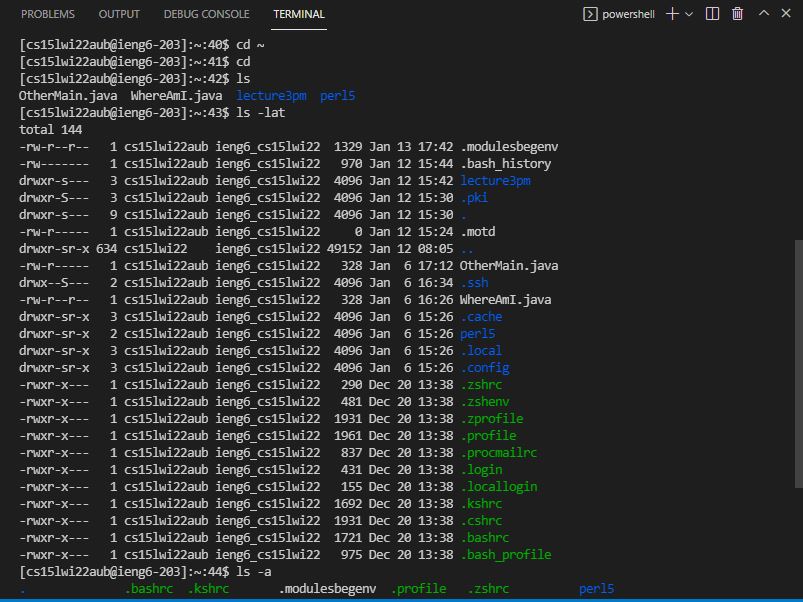 PROBLEMS OUTPUT DEBUG CONSOLE TERMINAL powershell
[cs15lwi22aub@ieng6-203]:~:40$ cd ~
[cs15lwi22aub@ieng6-203]:~:41$ cd
[cs15lwi22aub@ieng6-203]:~:42$ ls
OtherMain.java  WhereAmI.java  lecture3pm  perl5
[cs15lwi22aub@ieng6-203]:~:43$ ls -lat
total 144
-rw-r--r--   1 cs15lwi22aub ieng6_cs15lwi22  1329 Jan 13 17:42 .modulesbegenv
-rw-------   1 cs15lwi22aub ieng6_cs15lwi22   970 Jan 12 15:44 .bash_history
drwxr-s---   3 cs15lwi22aub ieng6_cs15lwi22  4096 Jan 12 15:42 lecture3pm
drwxr-S---   3 cs15lwi22aub ieng6_cs15lwi22  4096 Jan 12 15:30 .pki
drwxr-s---   9 cs15lwi22aub ieng6_cs15lwi22  4096 Jan 12 15:30 .
-rw-r-----   1 cs15lwi22aub ieng6_cs15lwi22     0 Jan 12 15:24 .motd
drwxr-sr-x 634 cs15lwi22    ieng6_cs15lwi22 49152 Jan 12 08:05 ..
-rw-r-----   1 cs15lwi22aub ieng6_cs15lwi22   328 Jan  6 17:12 OtherMain.java
drwx--S---   2 cs15lwi22aub ieng6_cs15lwi22  4096 Jan  6 16:34 .ssh
-rw-r--r--   1 cs15lwi22aub ieng6_cs15lwi22   328 Jan  6 16:26 WhereAmI.java
drwxr-sr-x   3 cs15lwi22aub ieng6_cs15lwi22  4096 Jan  6 15:26 .cache
drwxr-sr-x   2 cs15lwi22aub ieng6_cs15lwi22  4096 Jan  6 15:26 perl5
drwxr-sr-x   3 cs15lwi22aub ieng6_cs15lwi22  4096 Jan  6 15:26 .local
drwxr-sr-x   3 cs15lwi22aub ieng6_cs15lwi22  4096 Jan  6 15:26 .config
-rwxr-x---   1 cs15lwi22aub ieng6_cs15lwi22   290 Dec 20 13:38 .zshrc
-rwxr-x---   1 cs15lwi22aub ieng6_cs15lwi22   481 Dec 20 13:38 .zshenv
-rwxr-x---   1 cs15lwi22aub ieng6_cs15lwi22  1931 Dec 20 13:38 .zprofile
-rwxr-x---   1 cs15lwi22aub ieng6_cs15lwi22  1961 Dec 20 13:38 .profile
-rwxr-x---   1 cs15lwi22aub ieng6_cs15lwi22   837 Dec 20 13:38 .procmailrc
-rwxr-x---   1 cs15lwi22aub ieng6_cs15lwi22   431 Dec 20 13:38 .login
-rwxr-x---   1 cs15lwi22aub ieng6_cs15lwi22   155 Dec 20 13:38 .locallogin
-rwxr-x---   1 cs15lwi22aub ieng6_cs15lwi22  1692 Dec 20 13:38 .kshrc
-rwxr-x---   1 cs15lwi22aub ieng6_cs15lwi22  1931 Dec 20 13:38 .cshrc
-rwxr-x---   1 cs15lwi22aub ieng6_cs15lwi22  1721 Dec 20 13:38 .bashrc
-rwxr-x---   1 cs15lwi22aub ieng6_cs15lwi22   975 Dec 20 13:38 .bash_profile
[cs15lwi22aub@ieng6-203]:~:44$ ls -a
.              .bashrc  .kshrc       .modulesbegenv  .profile   .zshrc          perl5